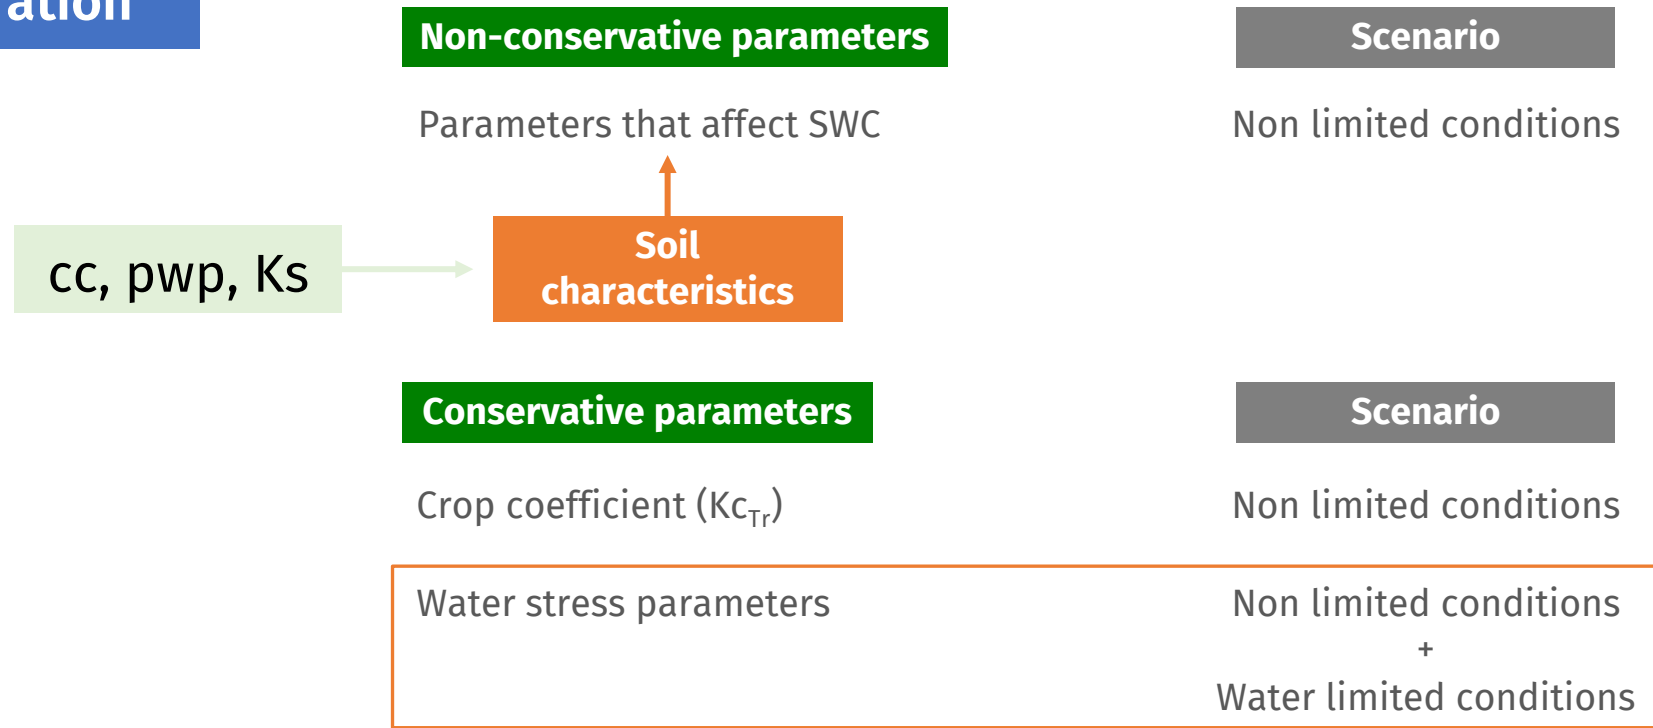 ation
Non-conservative parameters
Scenario
Parameters that affect SWC
Non limited conditions
cc, pwp, Ks
Soil
characteristics
Conservative parameters
Scenario
Crop coefficient (Kc_Tr)
Non limited conditions
Water stress parameters
Non limited conditions
+
Water limited conditions